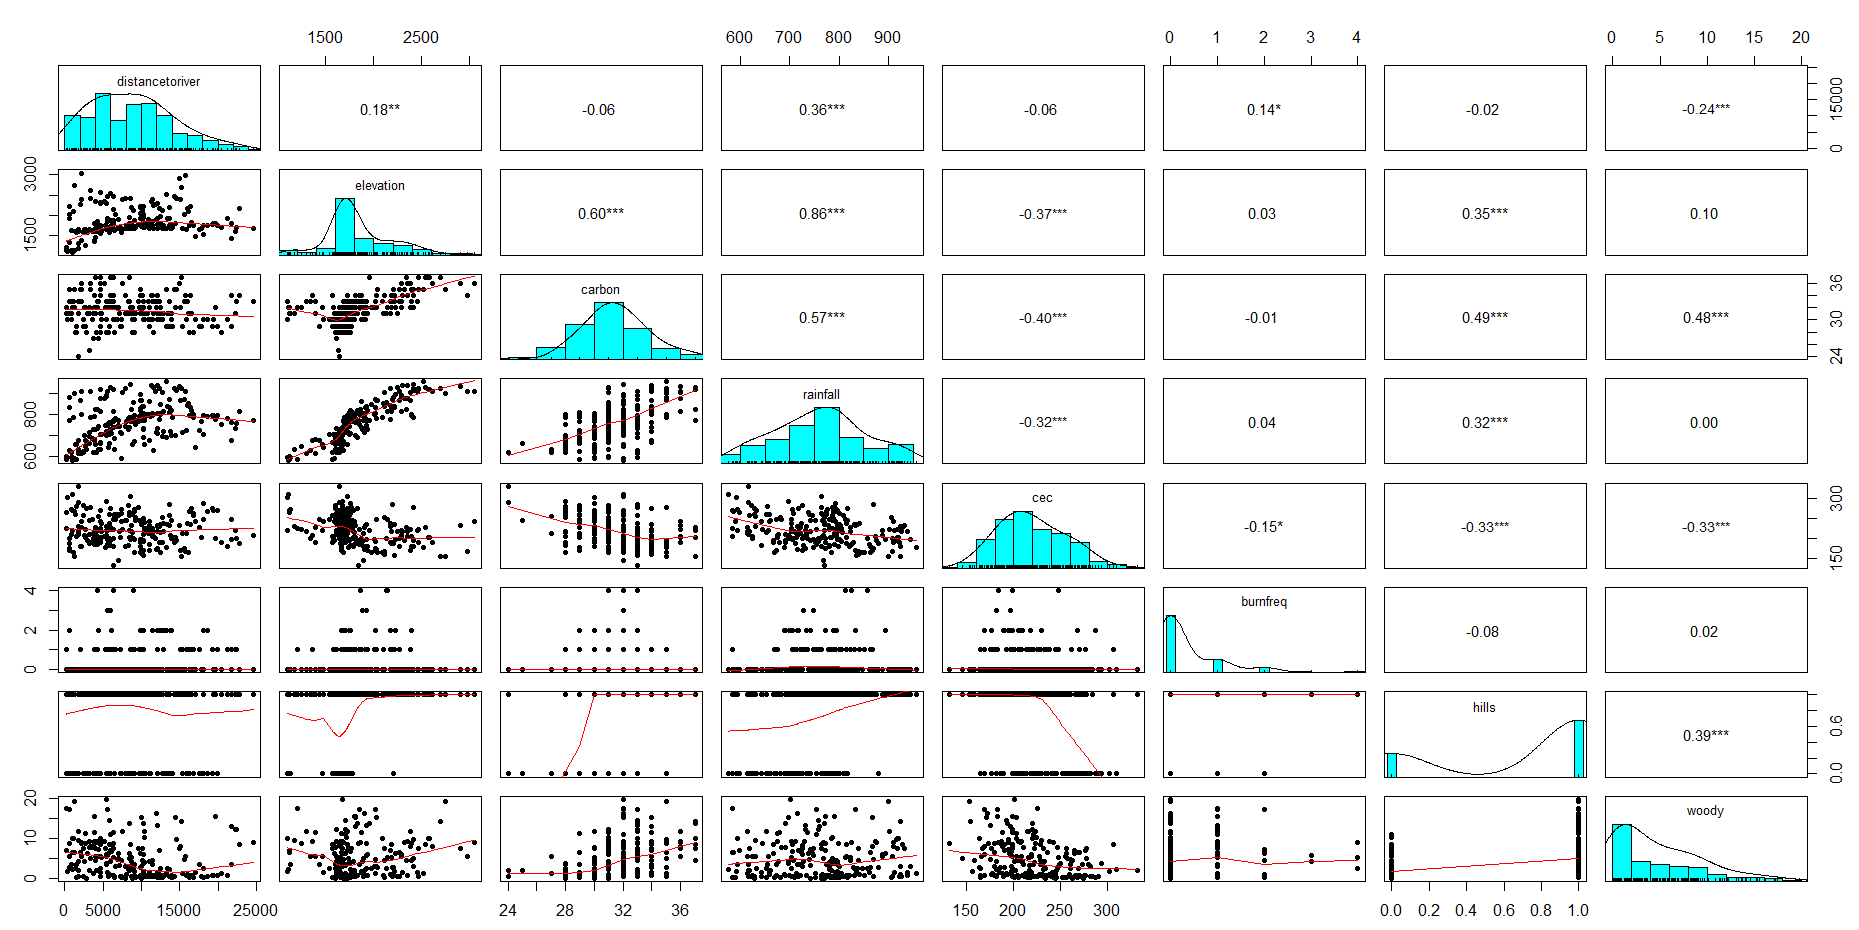 1500 2500 600 700 800 900 0 1 2 3 4 0 5 10 15 20
distancetoriver 0.18** -0.06 0.36*** -0.06 0.14* -0.02 -0.24*** 0 15000
1500 3000 elevation 0.60*** 0.86*** -0.37*** 0.03 0.35*** 0.10
carbon 0.57*** -0.40*** -0.01 0.49*** 0.48*** 24 30 36
600 800 rainfall -0.32*** 0.04 0.32*** 0.00
cec -0.15* -0.33*** -0.33*** 150 300
0 2 4 burnfreq -0.08 0.02
hills 0.39*** 0.0 0.6
0 10 20 woody
0 5000 15000 25000 24 28 32 36 150 200 250 300 0.0 0.2 0.4 0.6 0.8 1.0